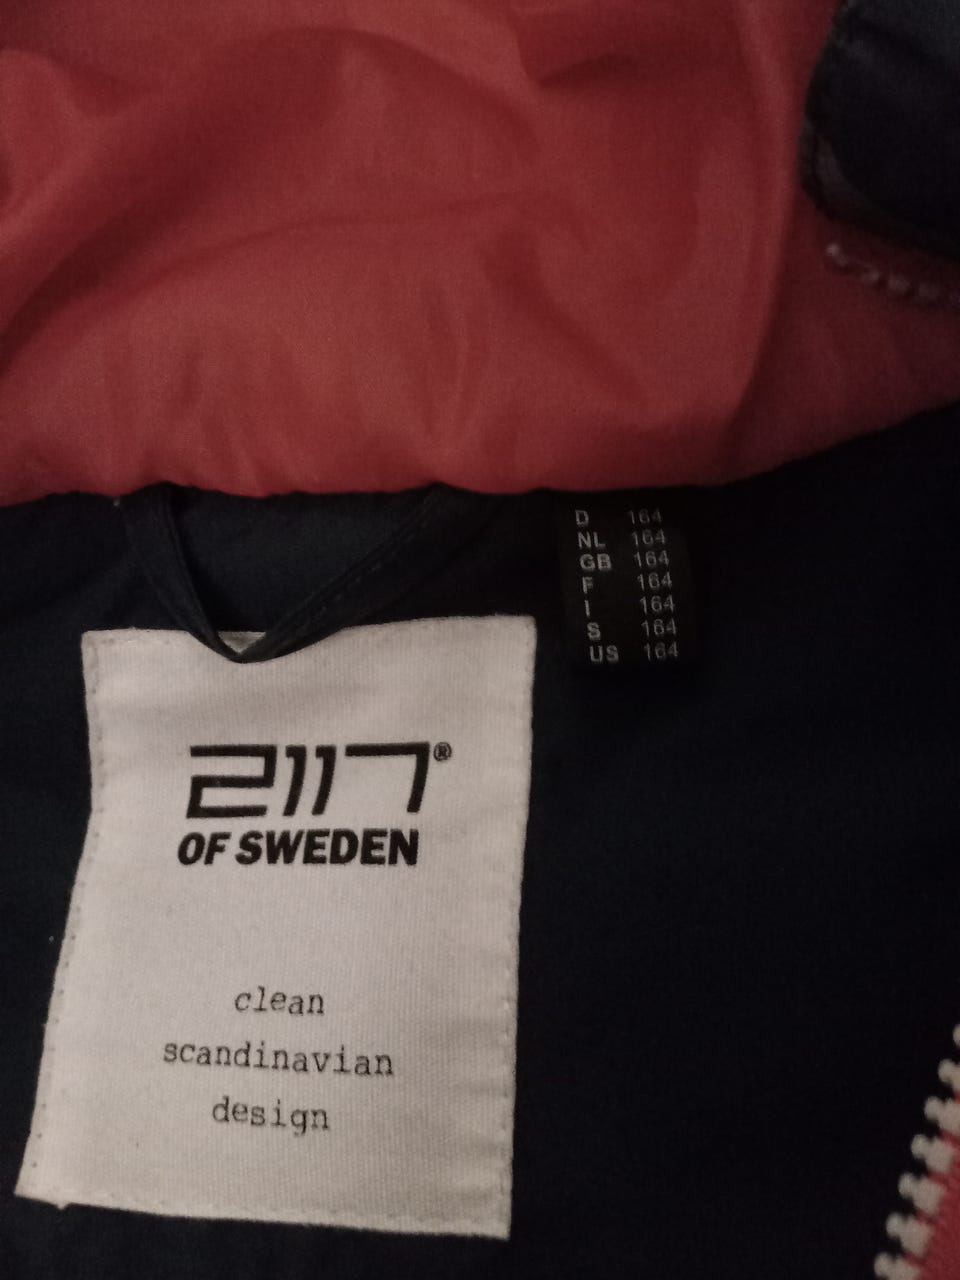 D 164
NL 164
GB 164
F 164
I 164
S 164
US 164
2117®
OF SWEDEN
clean
scandinavian
design